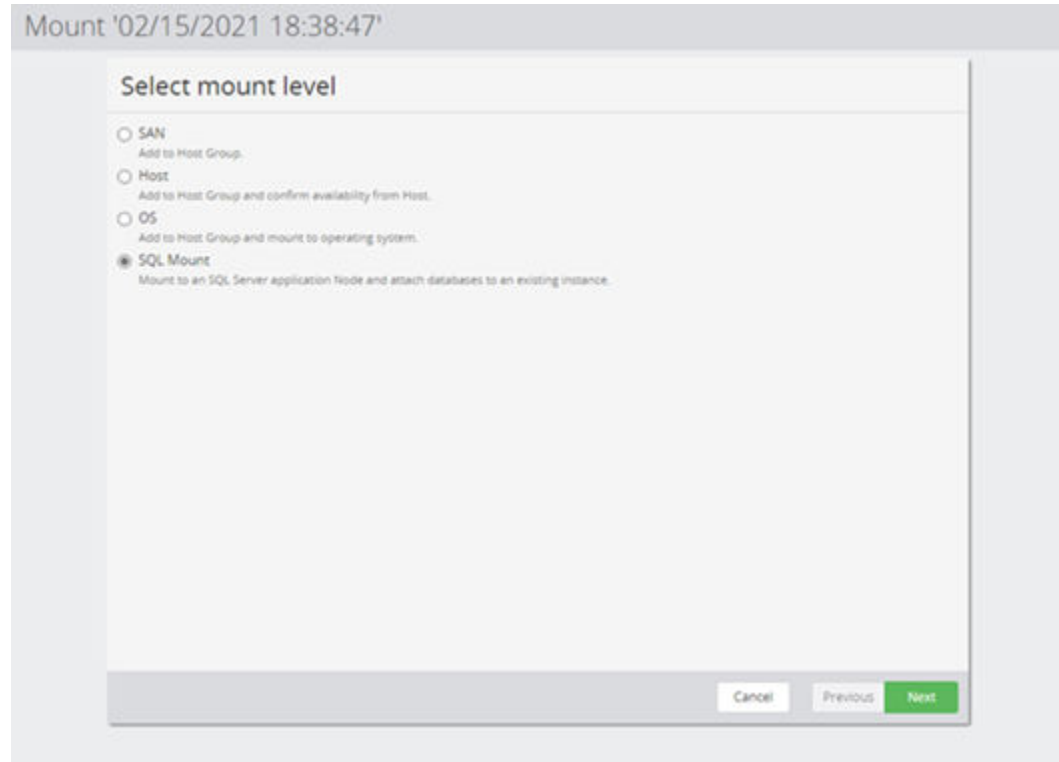 Mount '02/15/2021 18:38:47'
Select mount level
SAN
Add to Host Group.
Host
Add to Host Group and confirm availability from Host.
OS
Add to Host Group and mount to operating system.
SQL Mount
Mount to an SQL Server application Node and attach databases to an existing instance.
Cancel Previous Next